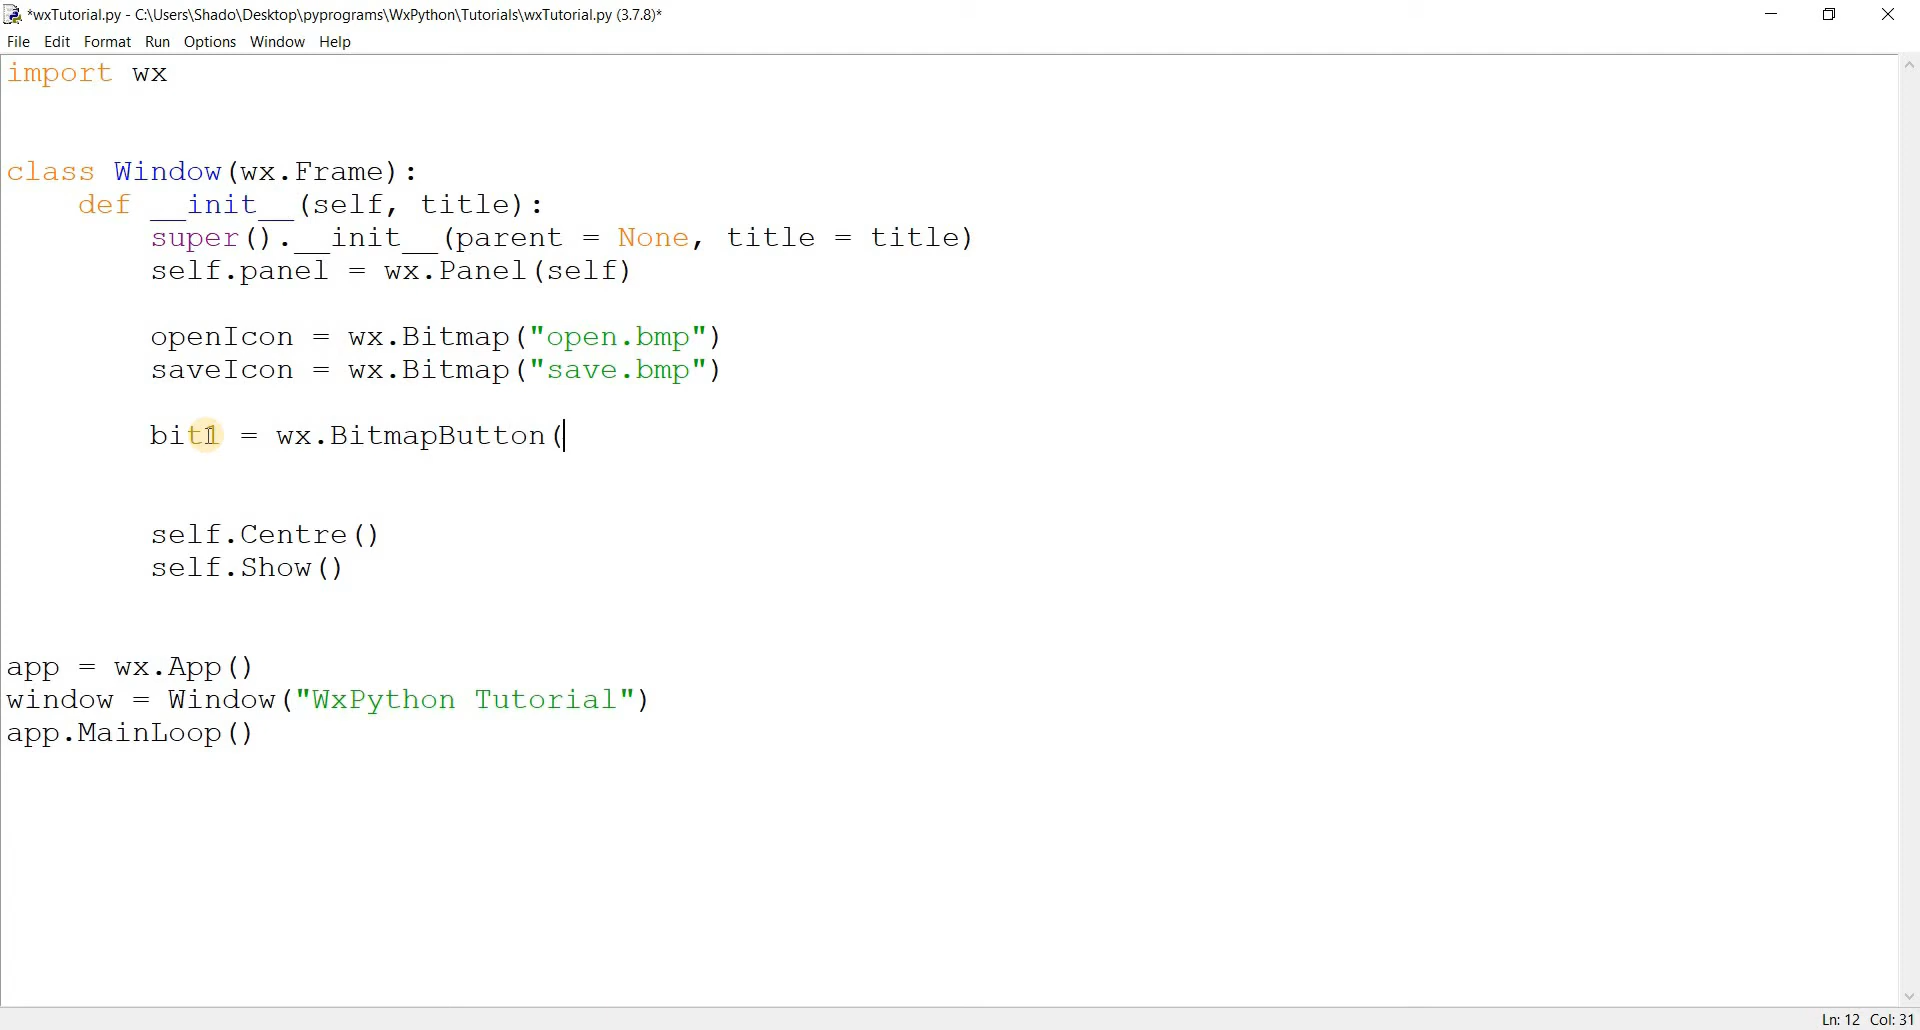 *wxTutorial.py - C:\Users\Shado\Desktop\pyprograms\WxPython\Tutorials\wxTutorial.py (3.7.8)*
File Edit Format Run Options Window Help
import wx
class Window(wx.Frame):
    def __init__(self, title):
        super().__init__(parent = None, title = title)
        self.panel = wx.Panel(self)
        openIcon = wx.Bitmap("open.bmp")
        saveIcon = wx.Bitmap("save.bmp")
        bit1 = wx.BitmapButton(
        self.Centre()
        self.Show()
app = wx.App()
window = Window("WxPython Tutorial")
app.MainLoop()
Ln: 12 Col: 31